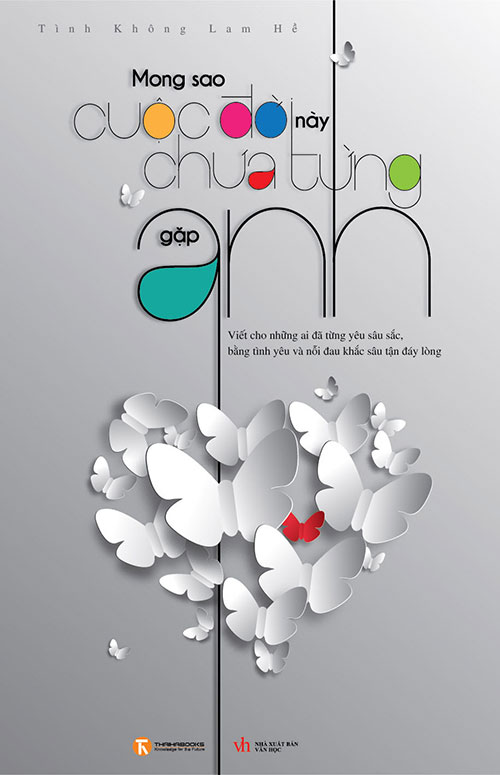 Tình Không Lam Hề
Mong sao
cuộc đời này
chưa từng
gặp anh
Viết cho những ai đã từng yêu sâu sắc,
bằng tình yêu và nỗi đau khắc sâu tận đáy lòng
THAIHABOOKS
Knowledge for the Future
vh NHÀ XUẤT BẢN
VĂN HỌC